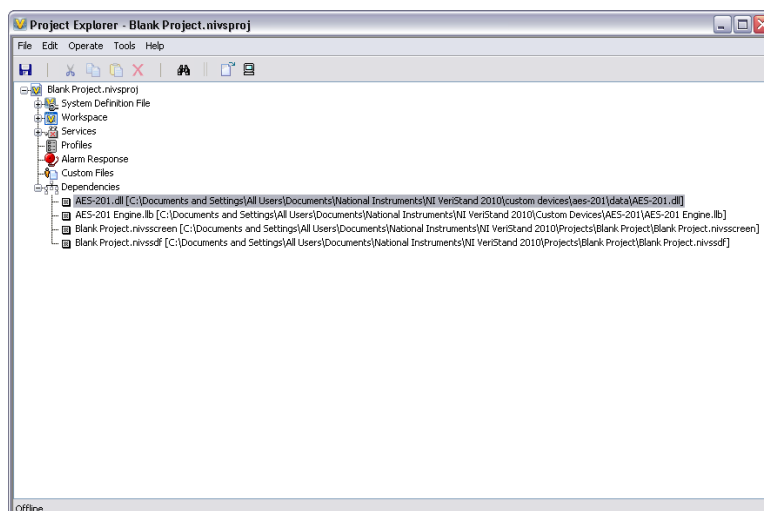 Project Explorer - Blank Project.nivsproj
File Edit Operate Tools Help
Blank Project.nivsproj
System Definition File
Workspace
Services
Profiles
Alarm Response
Custom Files
Dependencies
AES-201.dll [C:\Documents and Settings\All Users\Documents\National Instruments\NI VeriStand 2010\custom devices\aes-201\data\AES-201.dll]
AES-201 Engine.llb [C:\Documents and Settings\All Users\Documents\National Instruments\NI VeriStand 2010\Custom Devices\AES-201\AES-201 Engine.llb]
Blank Project.nivsscreen [C:\Documents and Settings\All Users\Documents\National Instruments\NI VeriStand 2010\Projects\Blank Project\Blank Project.nivsscreen]
Blank Project.nivssdf [C:\Documents and Settings\All Users\Documents\National Instruments\NI VeriStand 2010\Projects\Blank Project\Blank Project.nivssdf]
Offline